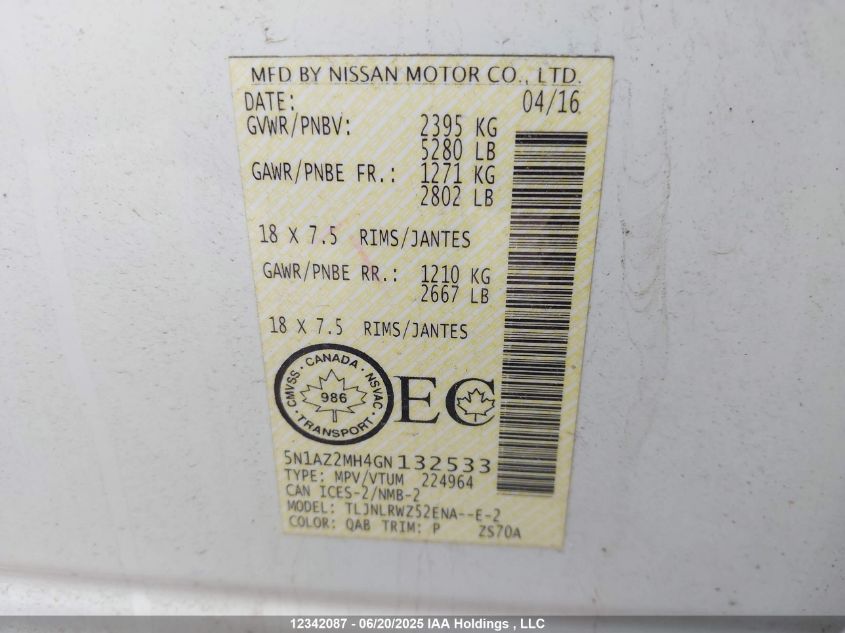 MFD BY NISSAN MOTOR CO., LTD.
DATE: 04/16
GVWR/PNBV: 2395 KG
5280 LB
GAWR/PNBE FR.: 1271 KG
2802 LB
18 X 7.5 RIMS/JANTES
GAWR/PNBE RR.: 1210 KG
2667 LB
18 X 7.5 RIMS/JANTES
CANADA
CMVSS NSVAC
986
TRANSPORT
EC
5N1AZ2MH4GN132533
TYPE: MPV/VTUM 224964
CAN ICES-2/NMB-2
MODEL: TLJNLRWZ52ENA--E-2
COLOR: QAB TRIM: P ZS70A
12342087 - 06/20/2025 IAA Holdings , LLC